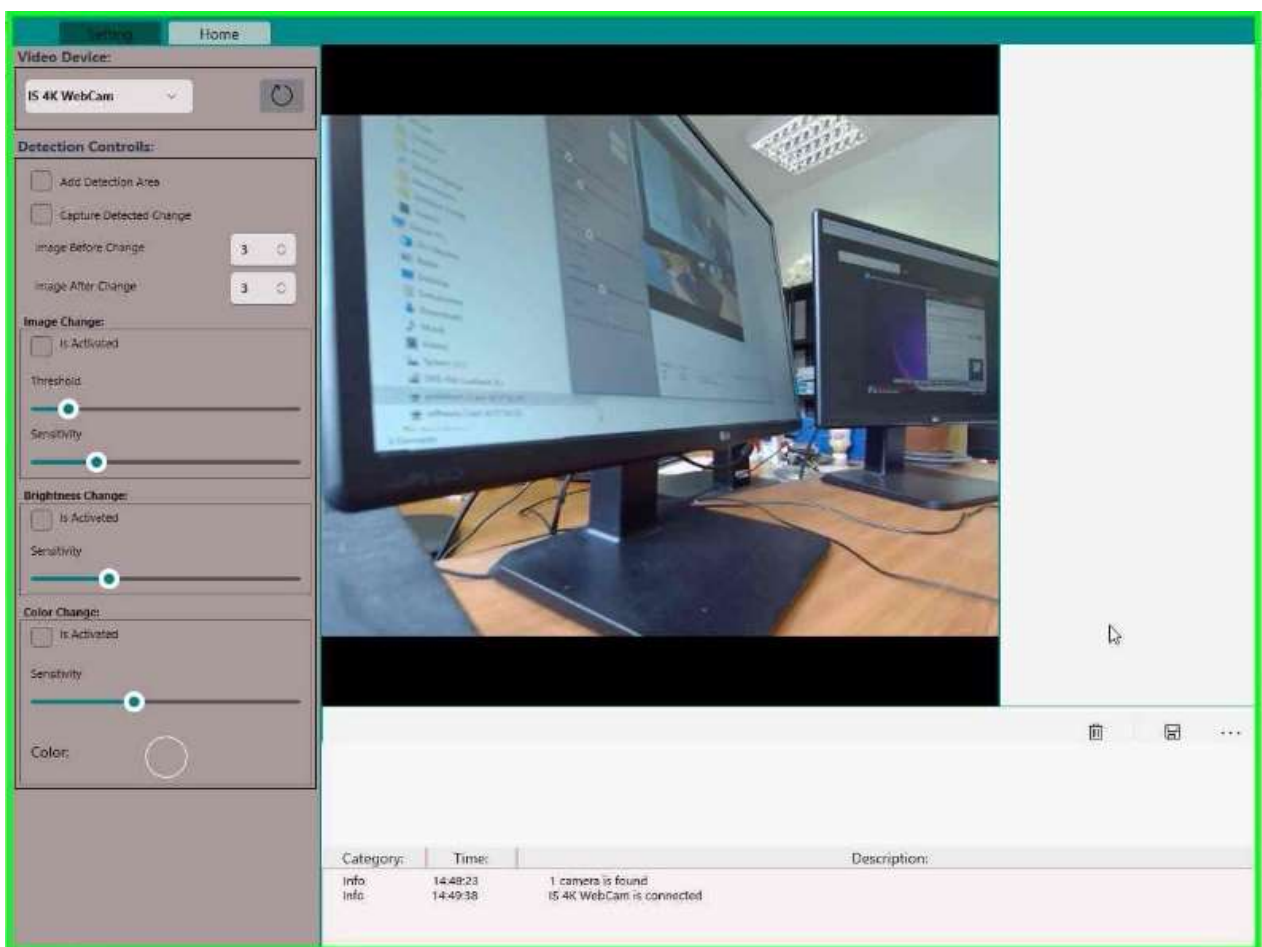 Setting Home
Video Device:
IS 4K WebCam
Detection Controlls:
Add Detection Area
Capture Detected Change
Image Before Change 3
Image After Change 3
Image Change:
Is Activated
Threshold
Sensitivity
Brightness Change:
Is Activated
Sensitivity
Color Change:
Is Activated
Sensitivity
Color:
Category: Time: Description:
Info 14:48:23 1 camera is found
Info 14:49:38 IS 4K WebCam is connected